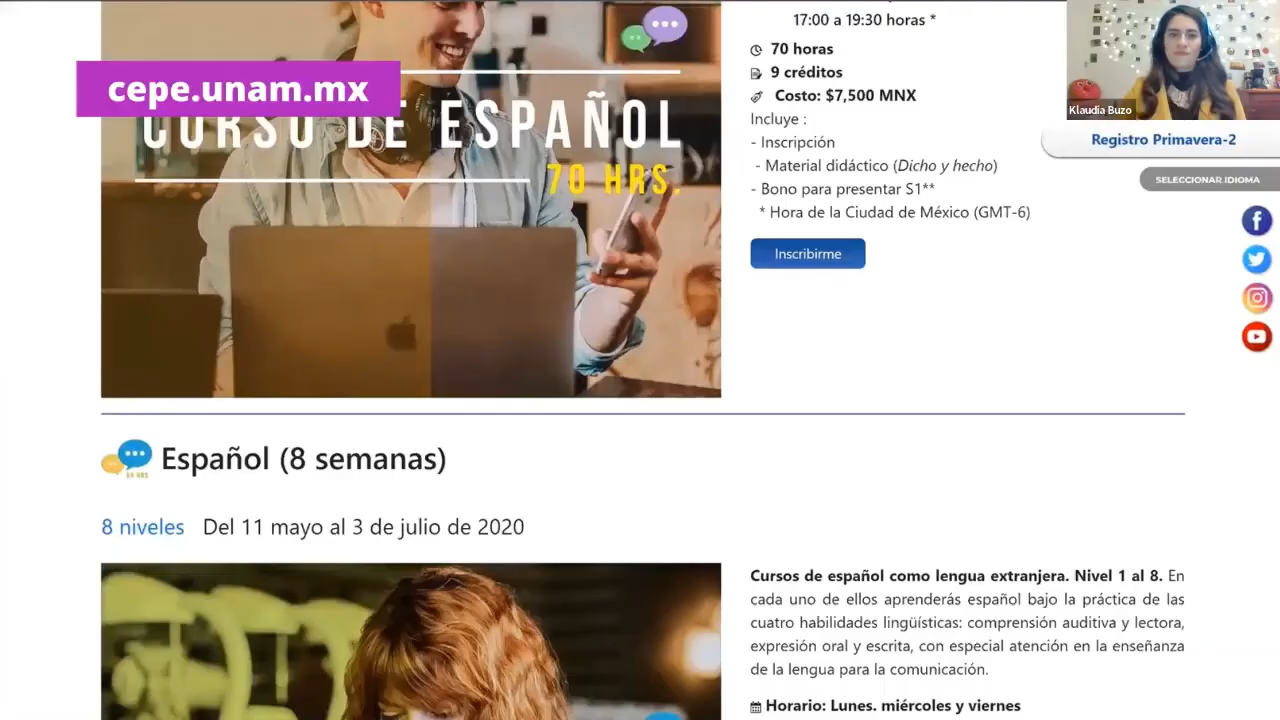 17:00 a 19:30 horas *
cepe.unam.mx
CURSO DE ESPAÑOL
70 HRS.
70 horas
9 créditos
Costo: $7,500 MNX
Incluye :
- Inscripción
- Material didáctico (Dicho y hecho)
- Bono para presentar S1**
* Hora de la Ciudad de México (GMT-6)
Inscribirme
Klaudia Buzo
Registro Primavera-2
SELECCIONAR IDIOMA
Español (8 semanas)
8 niveles Del 11 mayo al 3 de julio de 2020
Cursos de español como lengua extranjera. Nivel 1 al 8. En
cada uno de ellos aprenderás español bajo la práctica de las
cuatro habilidades lingüísticas: comprensión auditiva y lectora,
expresión oral y escrita, con especial atención en la enseñanza
de la lengua para la comunicación.
Horario: Lunes. miércoles y viernes